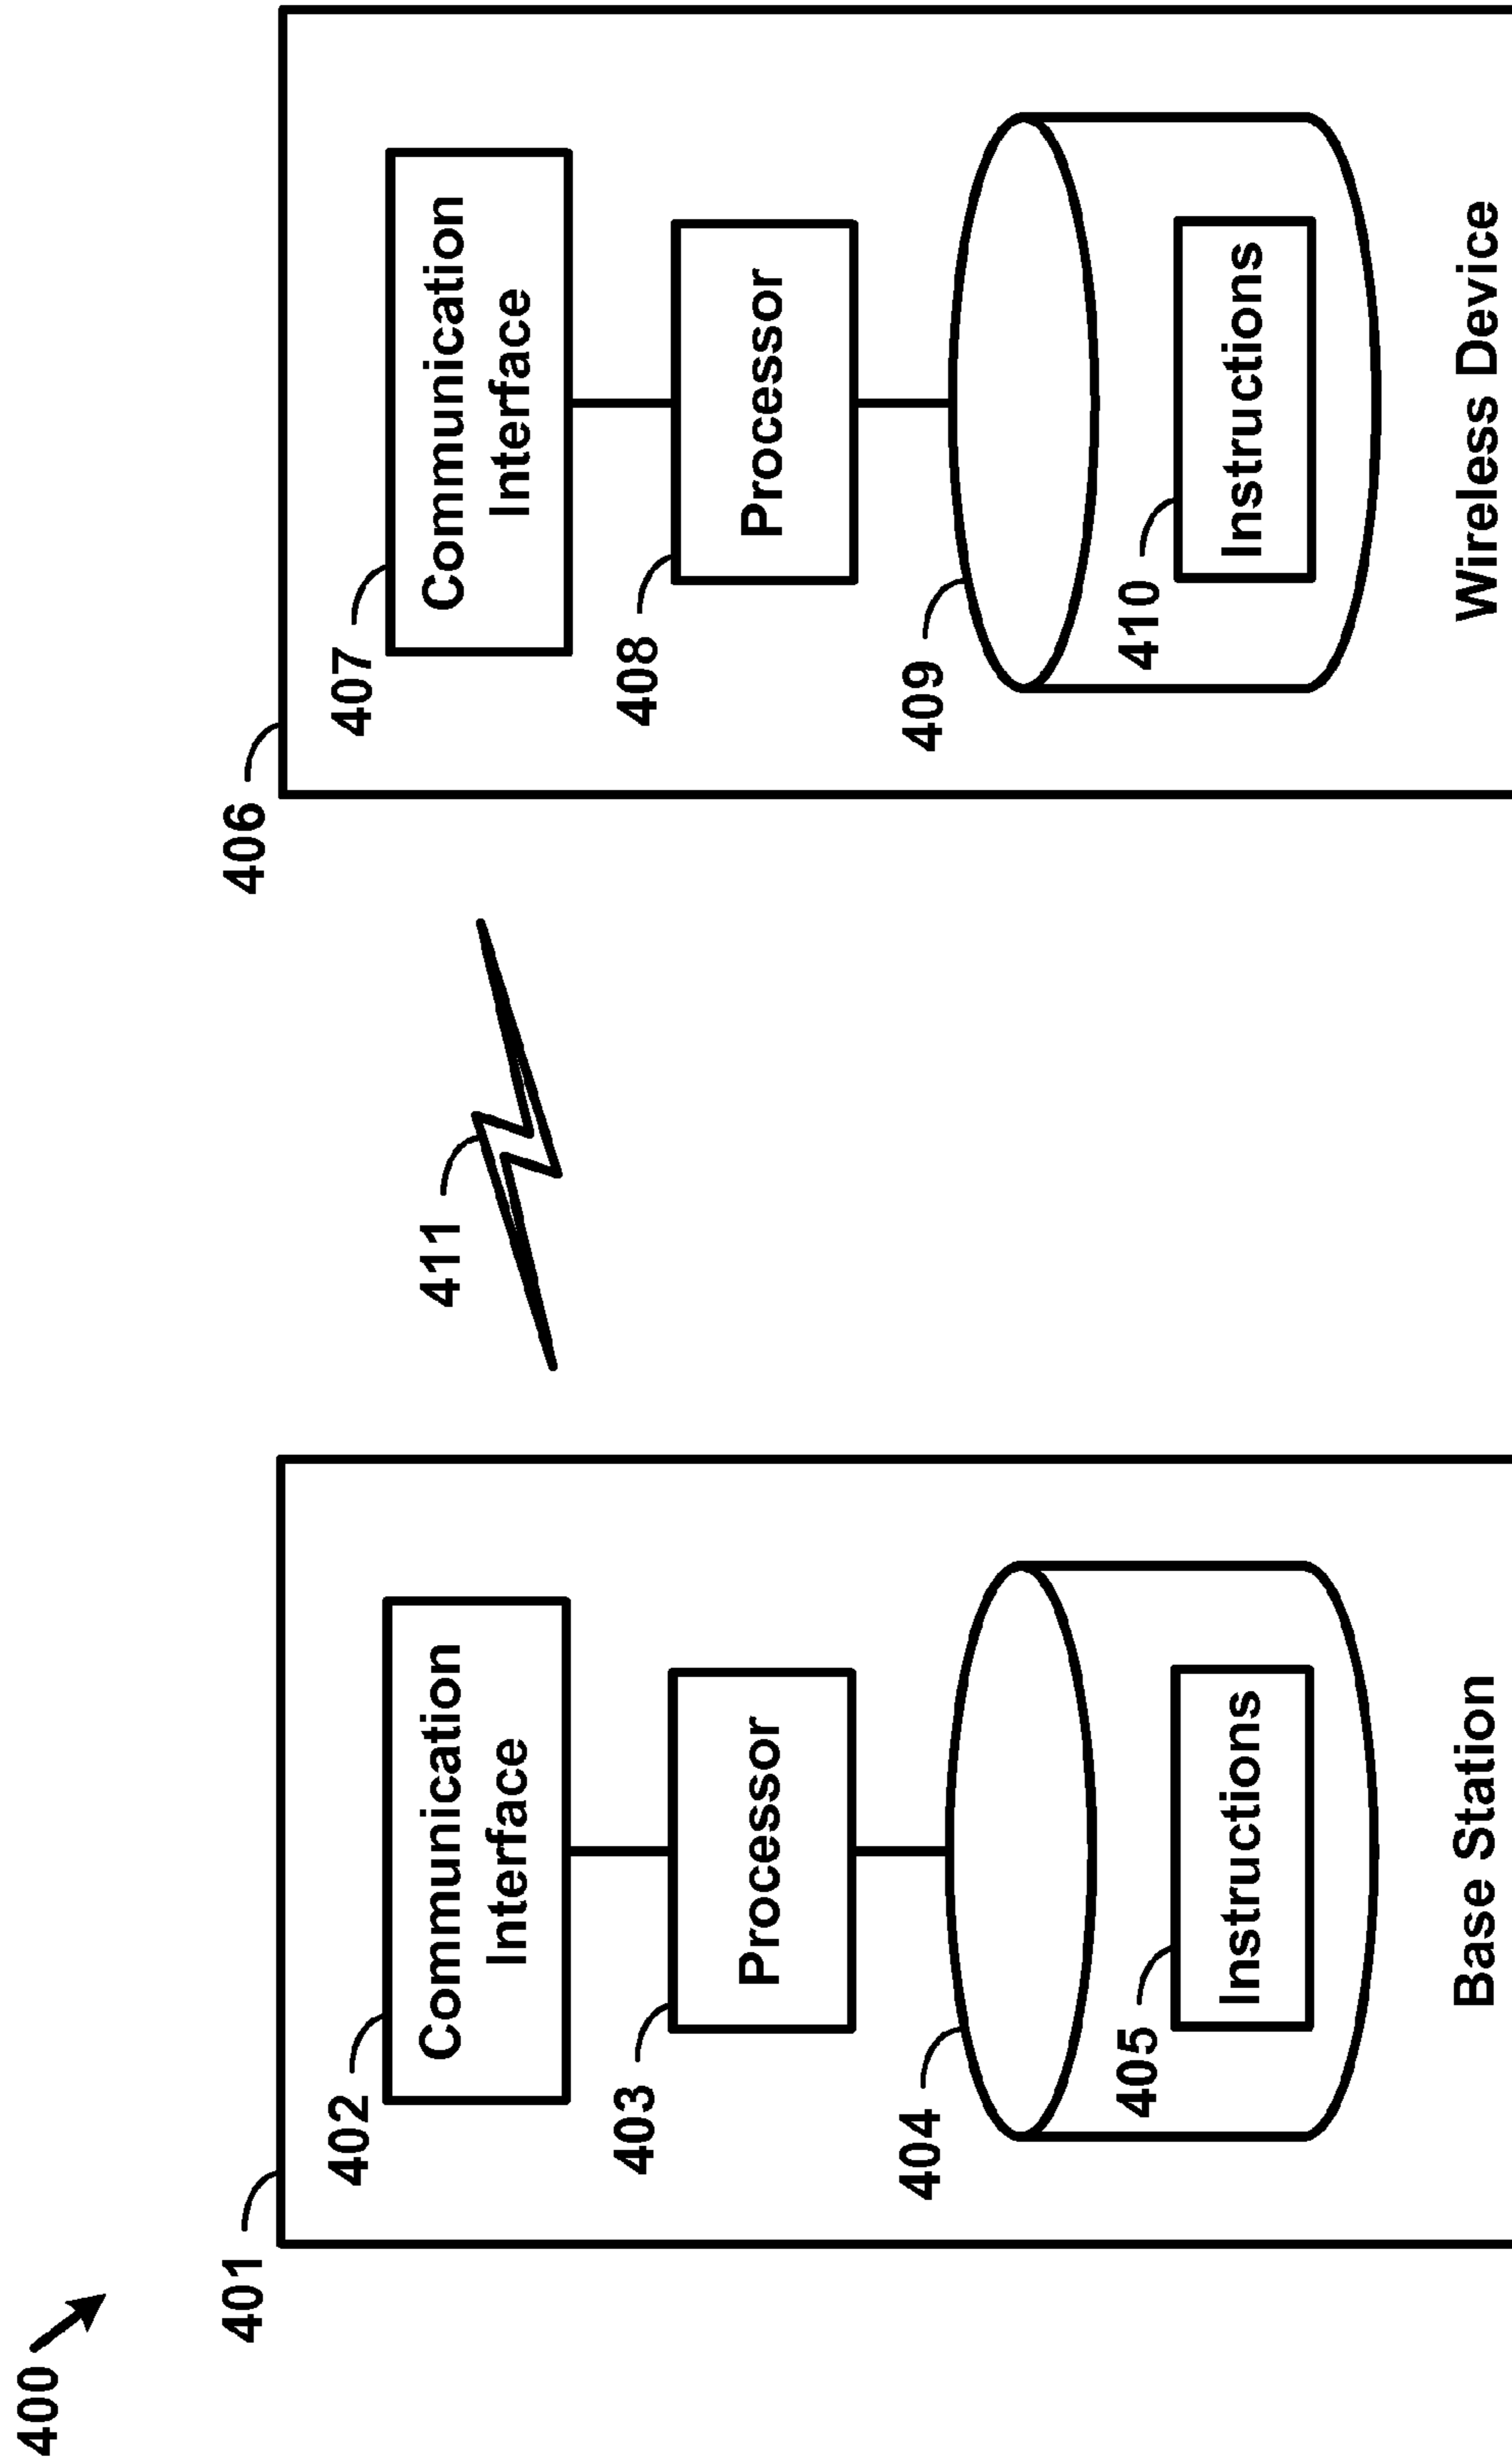 400
401
402
Communication
Interface
403
Processor
404
405
Instructions
Base Station
411
406
407
Communication
Interface
408
Processor
409
410
Instructions
Wireless Device